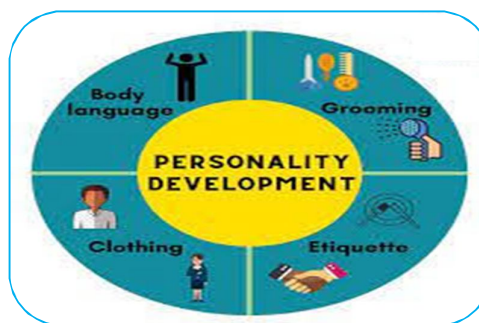 Body
language
Grooming
PERSONALITY
DEVELOPMENT
Clothing
Etiquette